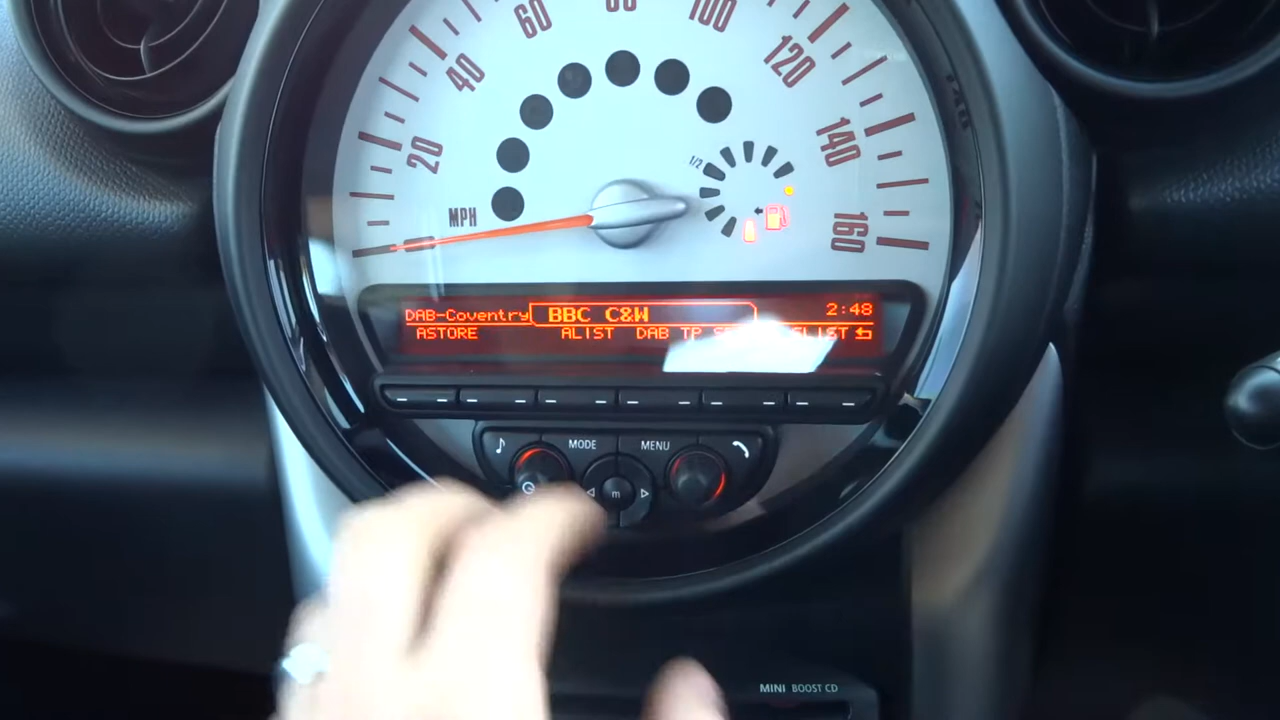 60
80
100
40
120
20
140
1/2
MPH
160
DAB-Coventry
BBC C&W
2:48
ASTORE
ALIST
DAB
TP
MODE
MENU
m
MINI BOOST CD